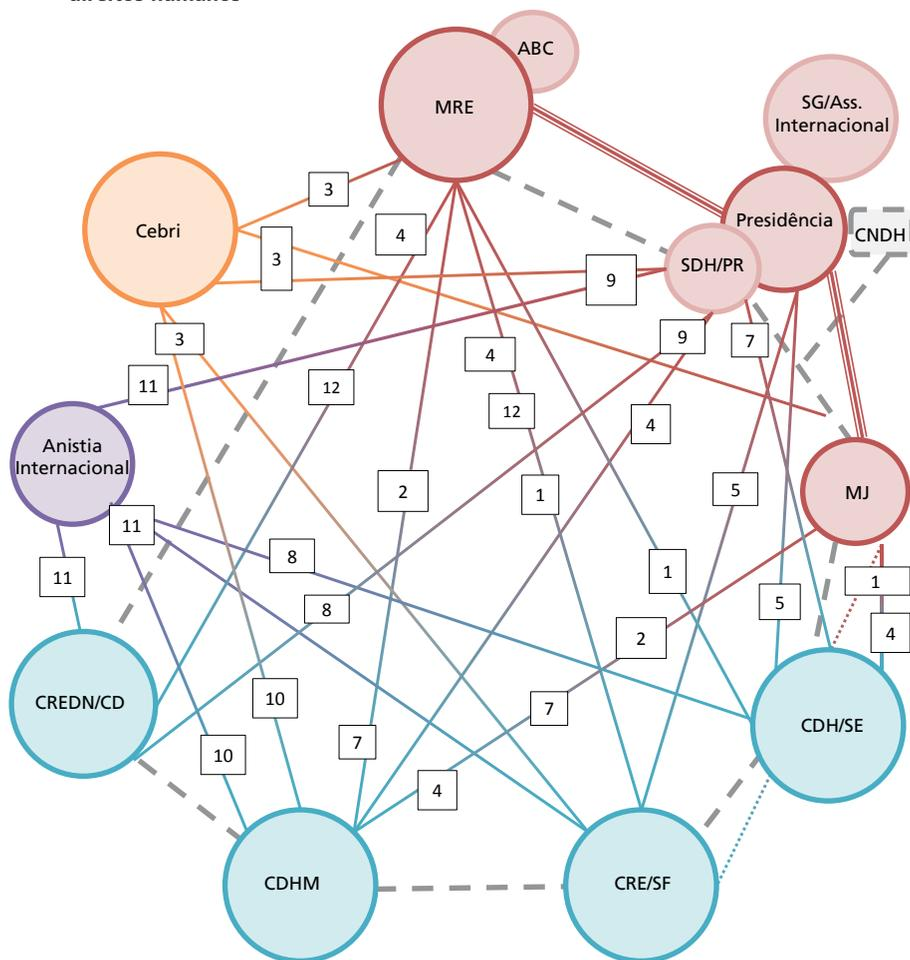 direitos humanos
ABC
MRE
SG/Ass.
Internacional
3
Cebri
4
Presidência
CNDH
3
SDH/PR
9
3
9
7
4
11
12
12
4
Anistia
Internacional
2
5
MJ
1
11
8
11
1
1
5
8
4
2
CREDN/CD
10
7
CDH/SE
7
10
4
CDHM
CRE/SF